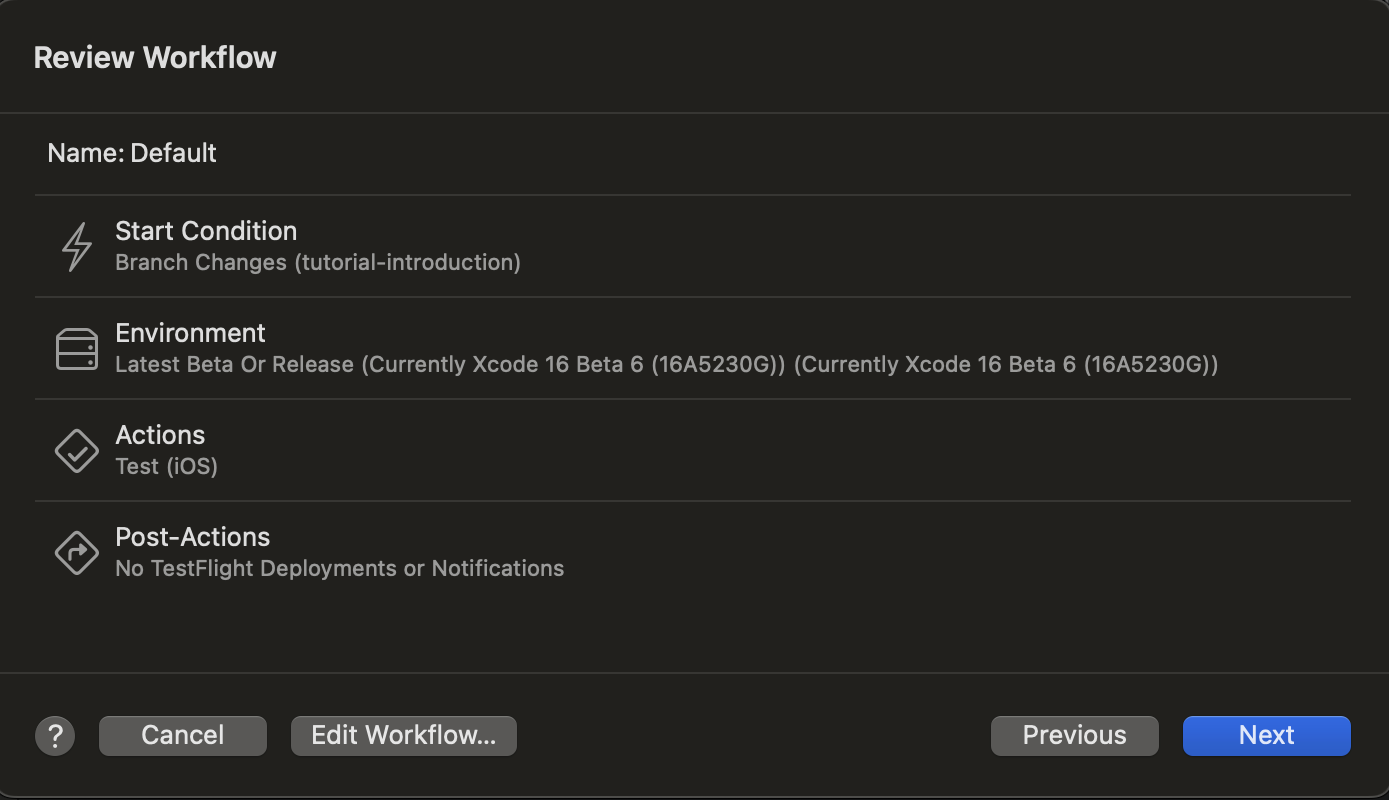 Review Workflow
Name: Default
Start Condition
Branch Changes (tutorial-introduction)
Environment
Latest Beta Or Release (Currently Xcode 16 Beta 6 (16A5230G)) (Currently Xcode 16 Beta 6 (16A5230G))
Actions
Test (iOS)
Post-Actions
No TestFlight Deployments or Notifications
? Cancel Edit Workflow... Previous Next